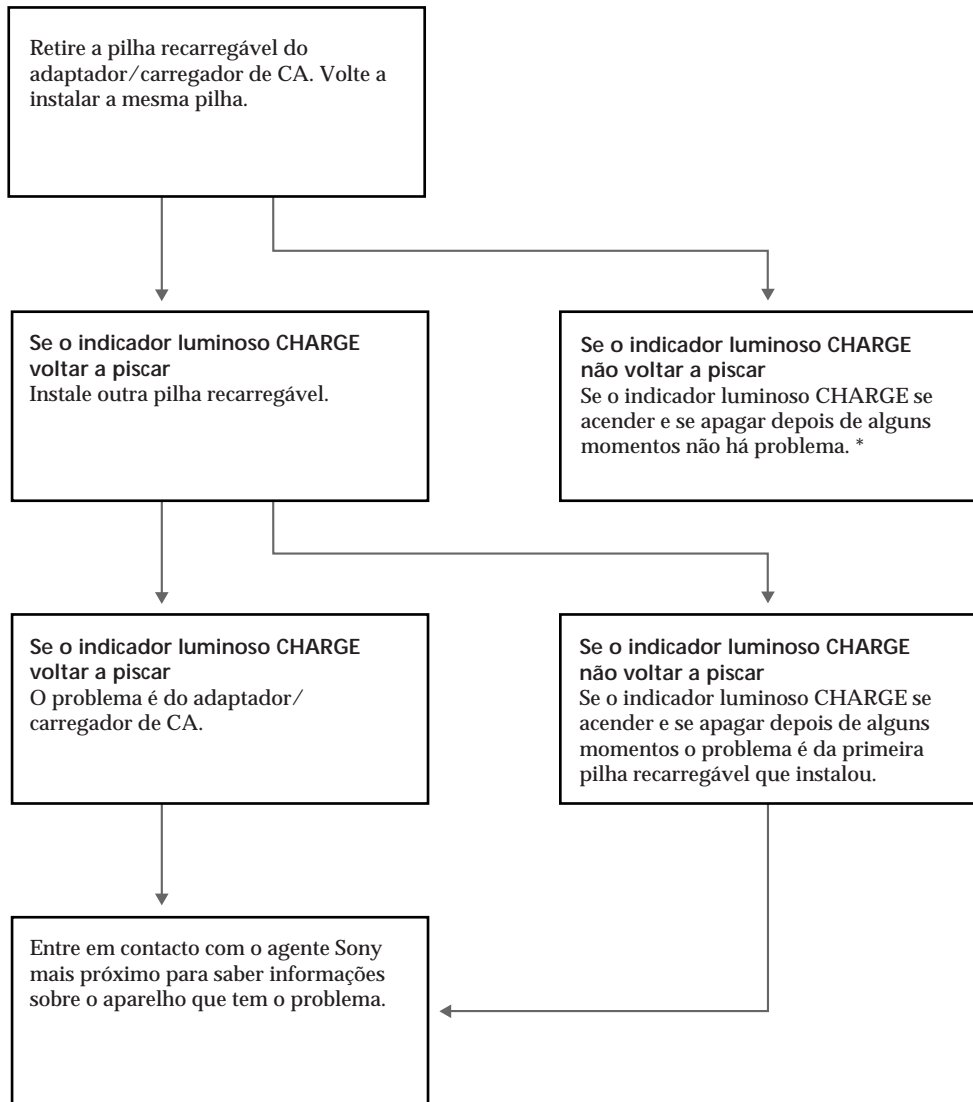 Retire a pilha recarregável do
adaptador/carregador de CA. Volte a
instalar a mesma pilha.
Se o indicador luminoso CHARGE
voltar a piscar
Instale outra pilha recarregável.
Se o indicador luminoso CHARGE
não voltar a piscar
Se o indicador luminoso CHARGE se
acender e se apagar depois de alguns
momentos não há problema. *
Se o indicador luminoso CHARGE
voltar a piscar
O problema é do adaptador/
carregador de CA.
Se o indicador luminoso CHARGE
não voltar a piscar
Se o indicador luminoso CHARGE se
acender e se apagar depois de alguns
momentos o problema é da primeira
pilha recarregável que instalou.
Entre em contacto com o agente Sony
mais próximo para saber informações
sobre o aparelho que tem o problema.